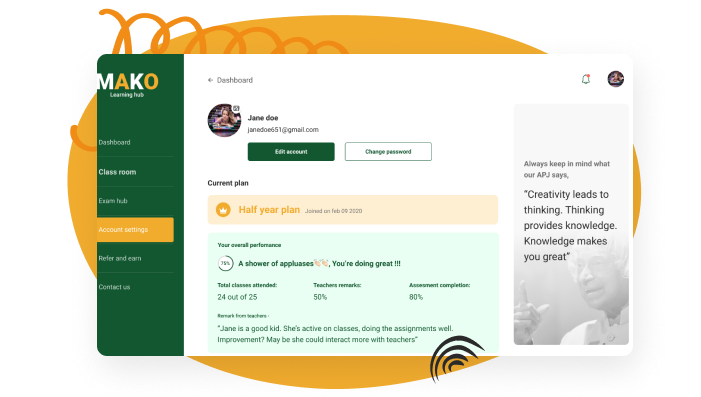 MAKO
Learning hub
Dashboard
Class room
Exam hub
Account settings
Refer and earn
Contact us
← Dashboard
Jane doe
janedoe651@gmail.com
Edit account
Change password
Current plan
Half year plan Joined on feb 09 2020
Your overall perfomance
75%
A shower of appluases👏🏻👏🏻, You're doing great !!!
Total classes attended:
Teachers remarks:
Assesment completion:
24 out of 25
50%
80%
Remark from teachers -
"Jane is a good kid. She's active on classes, doing the assignments well.
Improvement? May be she could interact more with teachers"
Always keep in mind what
our APJ says,
"Creativity leads to
thinking. Thinking
provides knowledge.
Knowledge makes
you great"